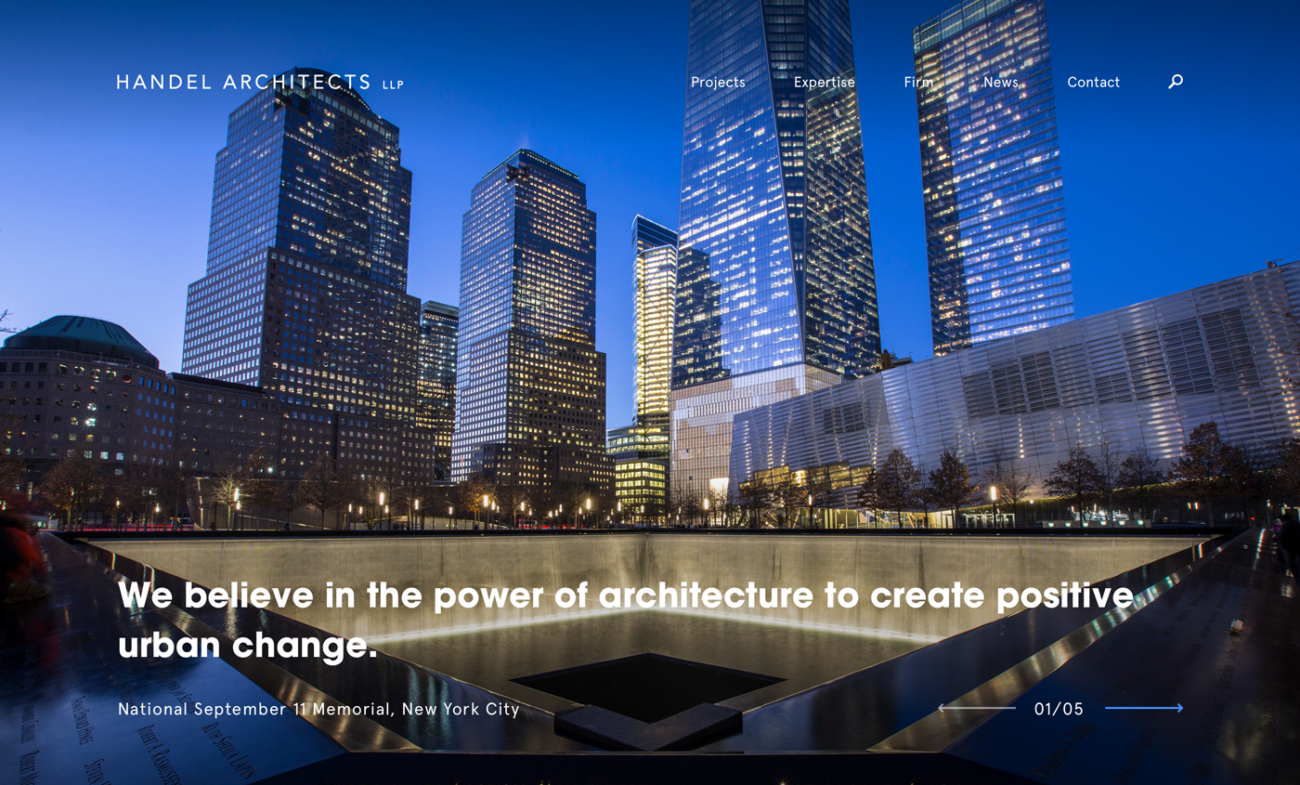 HANDEL ARCHITECTS LLP
Projects Expertise Firm News Contact
We believe in the power of architecture to create positive
urban change.
National September 11 Memorial, New York City
01/05